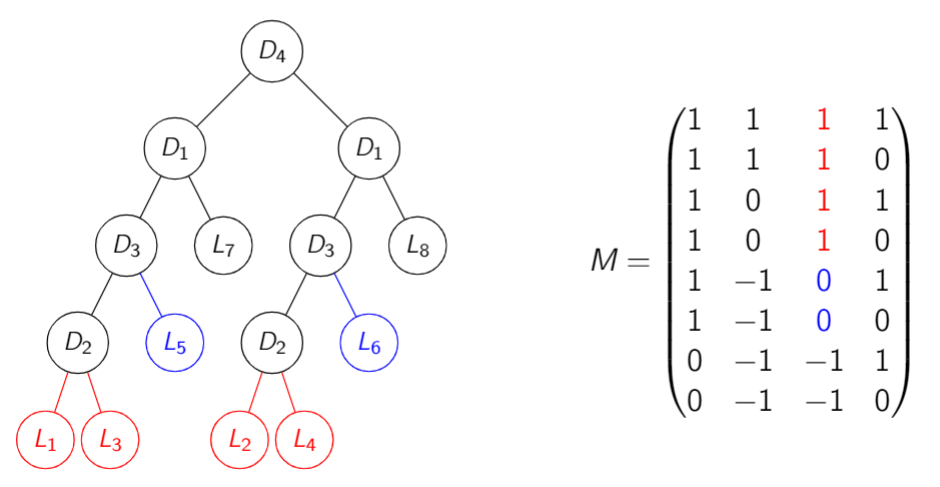 D4
D1 D1
D3 L7 D3 L8
D2 L5 D2 L6
L1 L3 L2 L4
M =
1 1 1 1
1 1 1 0
1 0 1 1
1 0 1 0
1 −1 0 1
1 −1 0 0
0 −1 −1 1
0 −1 −1 0